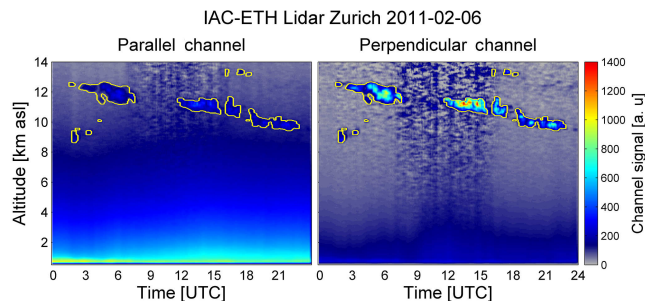 IAC-ETH Lidar Zurich 2011-02-06
Parallel channel
Perpendicular channel
Altitude [km asl]
14
12
10
8
6
4
2
0 3 6 9 12 15 18 21
0 3 6 9 12 15 18 21 24
Time [UTC]
Time [UTC]
1400
1200
1000
800
600
400
200
0
Channel signal [a. u]